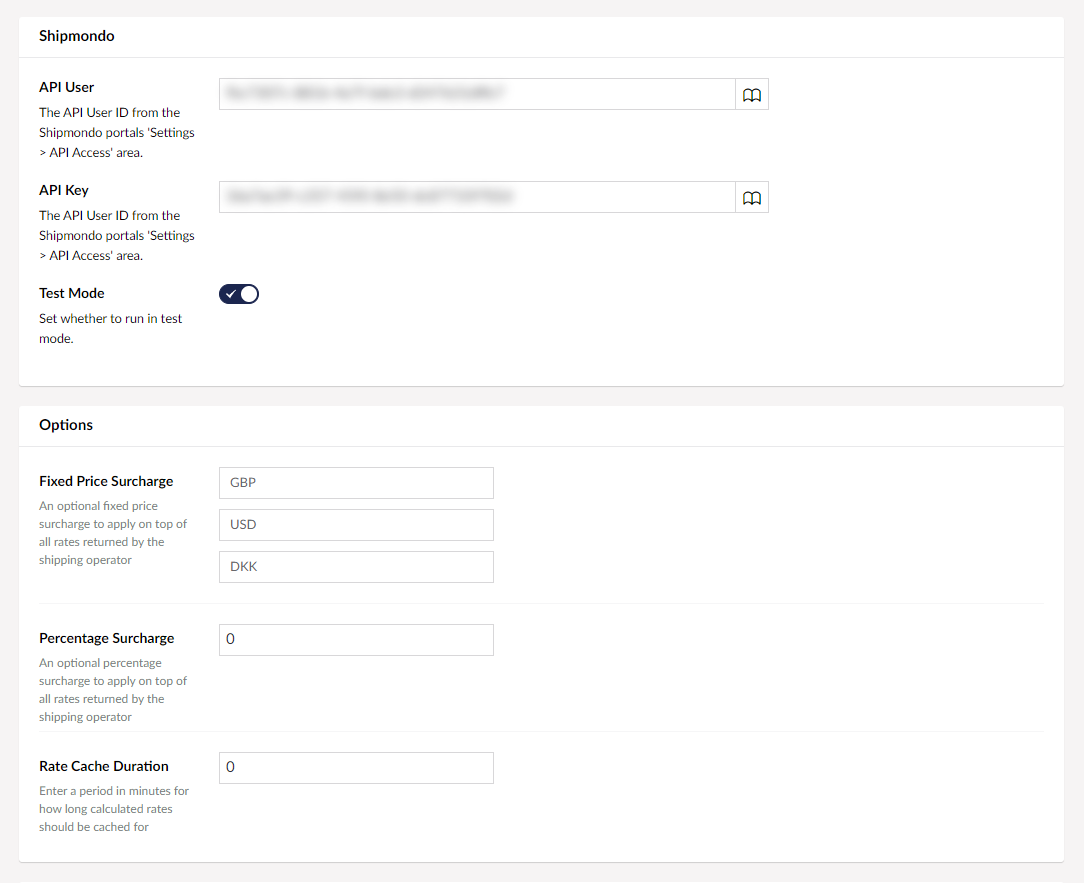 Shipmondo
API User
The API User ID from the
Shipmondo portals 'Settings
> API Access' area.
API Key
The API User ID from the
Shipmondo portals 'Settings
> API Access' area.
Test Mode
Set whether to run in test
mode.
Options
Fixed Price Surcharge
An optional fixed price
surcharge to apply on top of
all rates returned by the
shipping operator
GBP
USD
DKK
Percentage Surcharge
An optional percentage
surcharge to apply on top of
all rates returned by the
shipping operator
0
Rate Cache Duration
Enter a period in minutes for
how long calculated rates
should be cached for
0